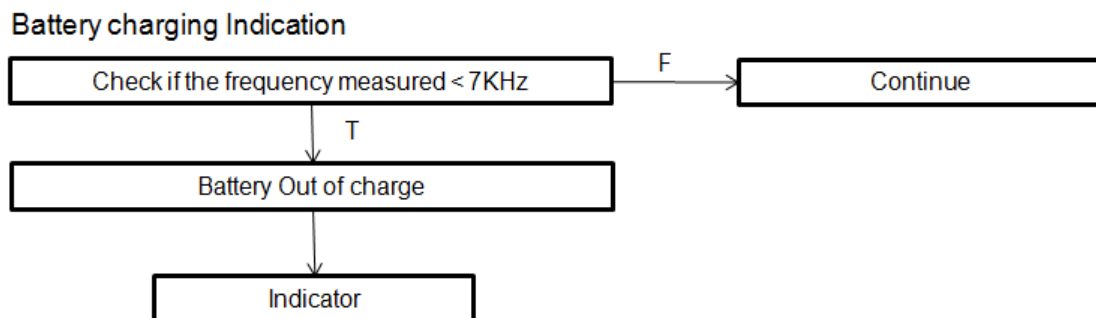 Battery charging Indication
Check if the frequency measured < 7KHz
F
Continue
T
Battery Out of charge
Indicator